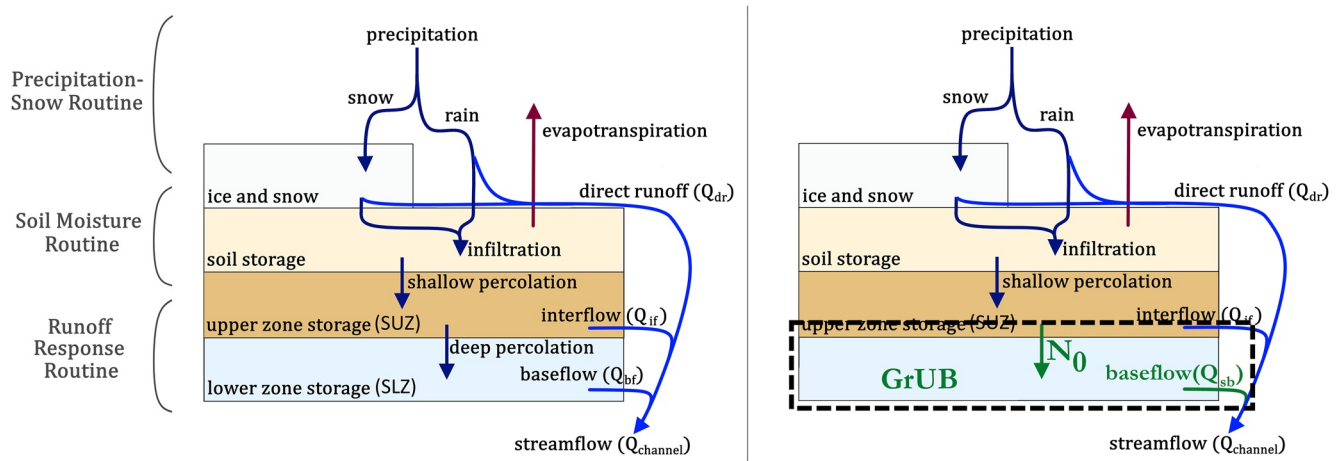 Precipitation-
Snow Routine
Soil Moisture
Routine
Runoff
Response
Routine
precipitation
snow
rain
evapotranspiration
ice and snow
direct runoff (Qdr)
infiltration
soil storage
shallow percolation
upper zone storage (SUZ)
interflow (Qif)
deep percolation
baseflow (Qbf)
lower zone storage (SLZ)
streamflow (Qchannel)
precipitation
snow
rain
evapotranspiration
ice and snow
direct runoff (Qdr)
infiltration
soil storage
shallow percolation
upper zone storage (SUZ)
interflow (Qif)
N0
GrUB
baseflow(Qsb)
streamflow (Qchannel)